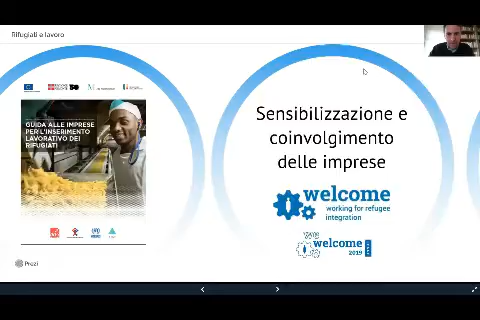 Rifugiati e lavoro
GUIDA ALLE IMPRESE
PER L'INSERIMENTO
LAVORATIVO DEI
RIFUGIATI
Sensibilizzazione e
coinvolgimento
delle imprese
welcome
working for refugee
integration
we
welcome
2019
Prezi